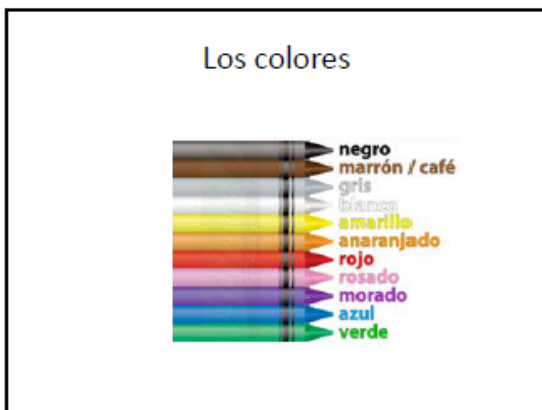 Los colores
negro
marrón / café
gris
blanco
amarillo
anaranjado
rojo
rosado
morado
azul
verde